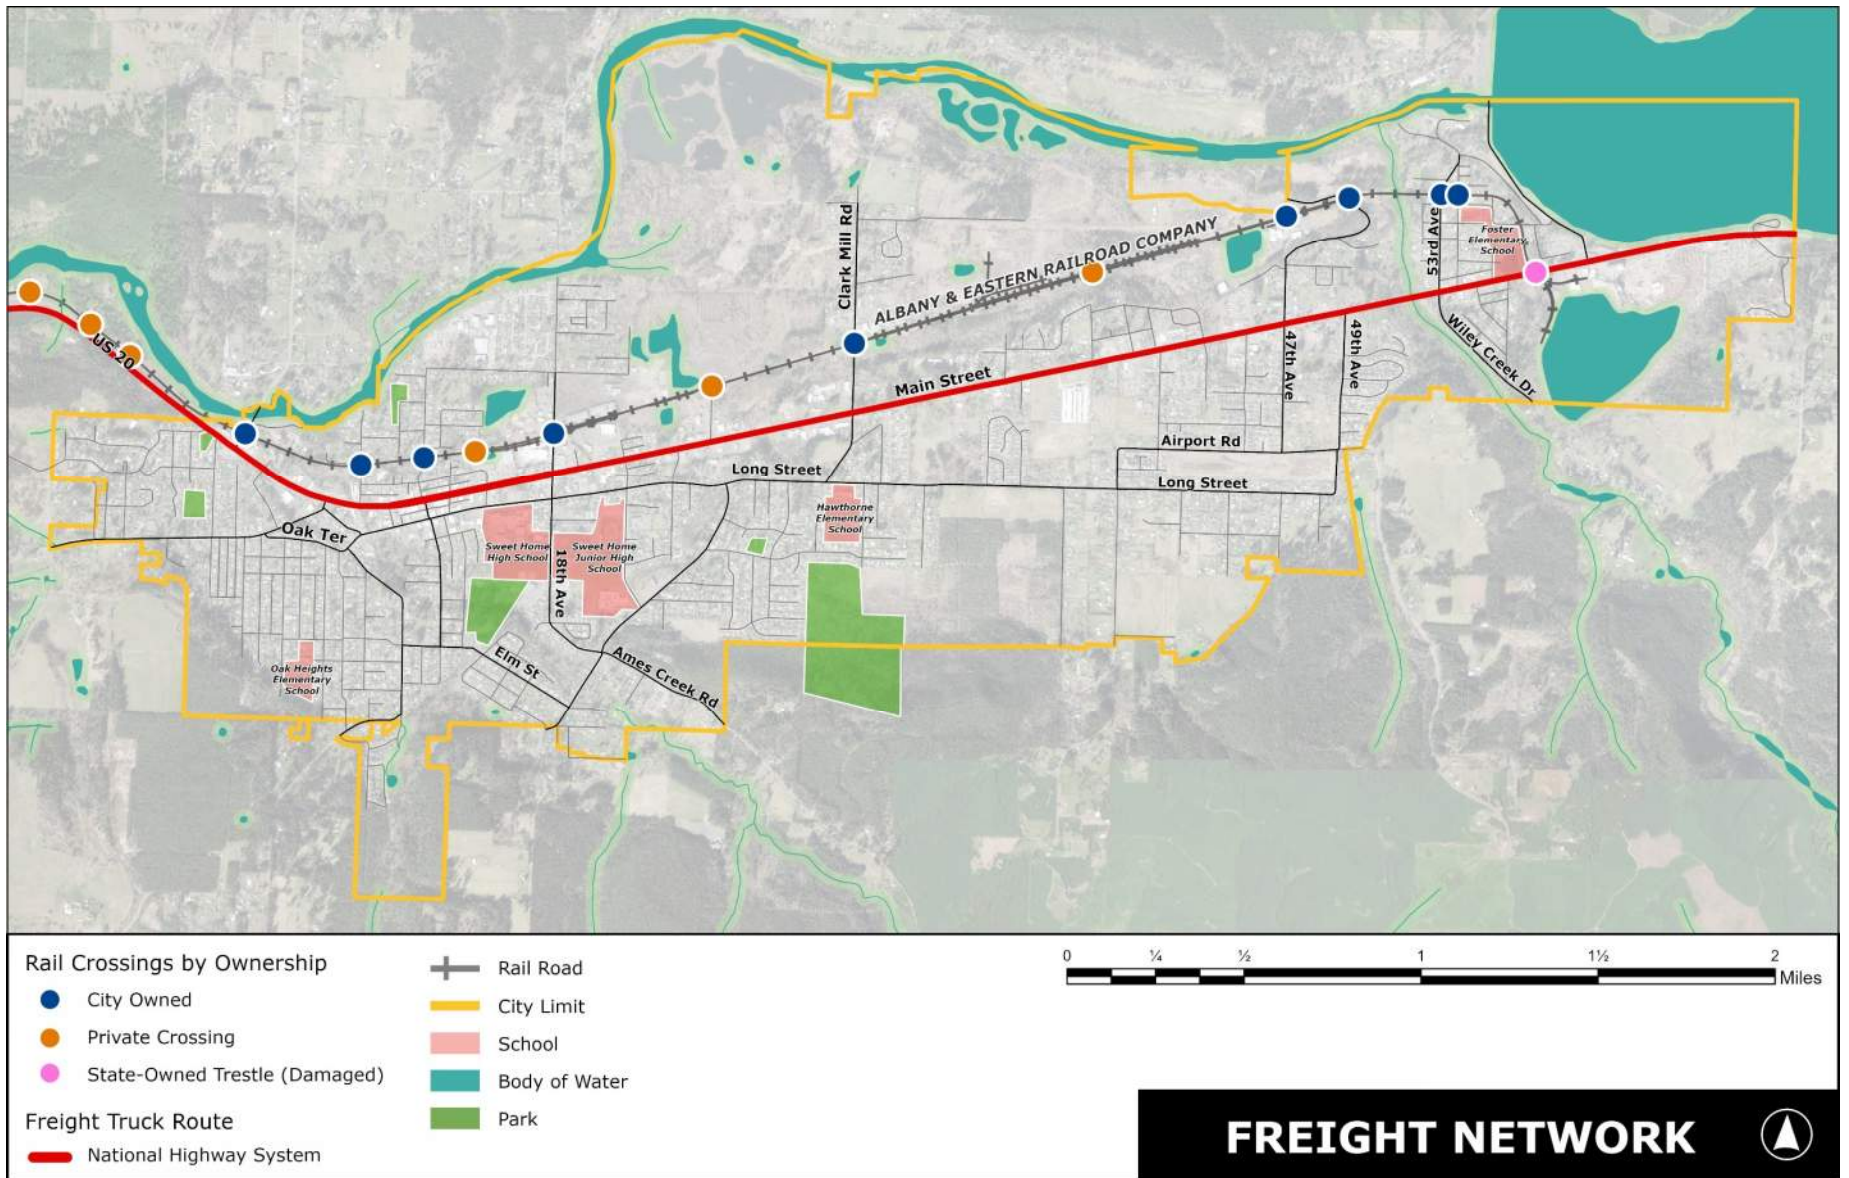 ALBANY & EASTERN RAILROAD COMPANY
Clark Mill Rd
53rd Ave
Foster
Elementary
School
US 20
Main Street
47th Ave
49th Ave
Wiley Creek Dr
Airport Rd
Long Street
Long Street
Hawthorne
Elementary
School
Oak Ter
Sweet Home
High School
18th Ave
Sweet Home
Junior High
School
Elm St
Ames Creek Rd
Oak Heights
Elementary
School
Rail Crossings by Ownership
City Owned
Private Crossing
State-Owned Trestle (Damaged)
Freight Truck Route
National Highway System
Rail Road
City Limit
School
Body of Water
Park
0 ¼ ½ 1 1½ 2
Miles
FREIGHT NETWORK